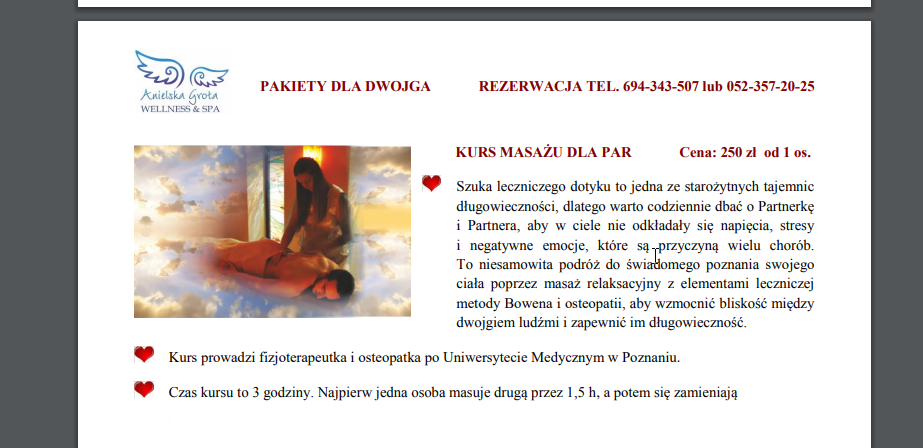 Anielska Grota
WELLNESS & SPA
PAKIETY DLA DWOJGA REZERWACJA TEL. 694-343-507 lub 052-357-20-25
KURS MASAŻU DLA PAR Cena: 250 zl od 1 os.
Szuka leczniczego dotyku to jedna ze starożytnych tajemnic
długowieczności, dlatego warto codziennie dbać o Partnerkę
i Partnera, aby w ciele nie odkładały się napięcia, stresy
i negatywne emocje, które są przyczyną wielu chorób.
To niesamowita podróż do świadomego poznania swojego
ciała poprzez masaż relaksacyjny z elementami leczniczej
metody Bowena i osteopatii, aby wzmocnić bliskość między
dwojgiem ludźmi i zapewnić im długowieczność.
Kurs prowadzi fizjoterapeutka i osteopatka po Uniwersytecie Medycznym w Poznaniu.
Czas kursu to 3 godziny. Najpierw jedna osoba masuje drugą przez 1,5 h, a potem się zamieniają